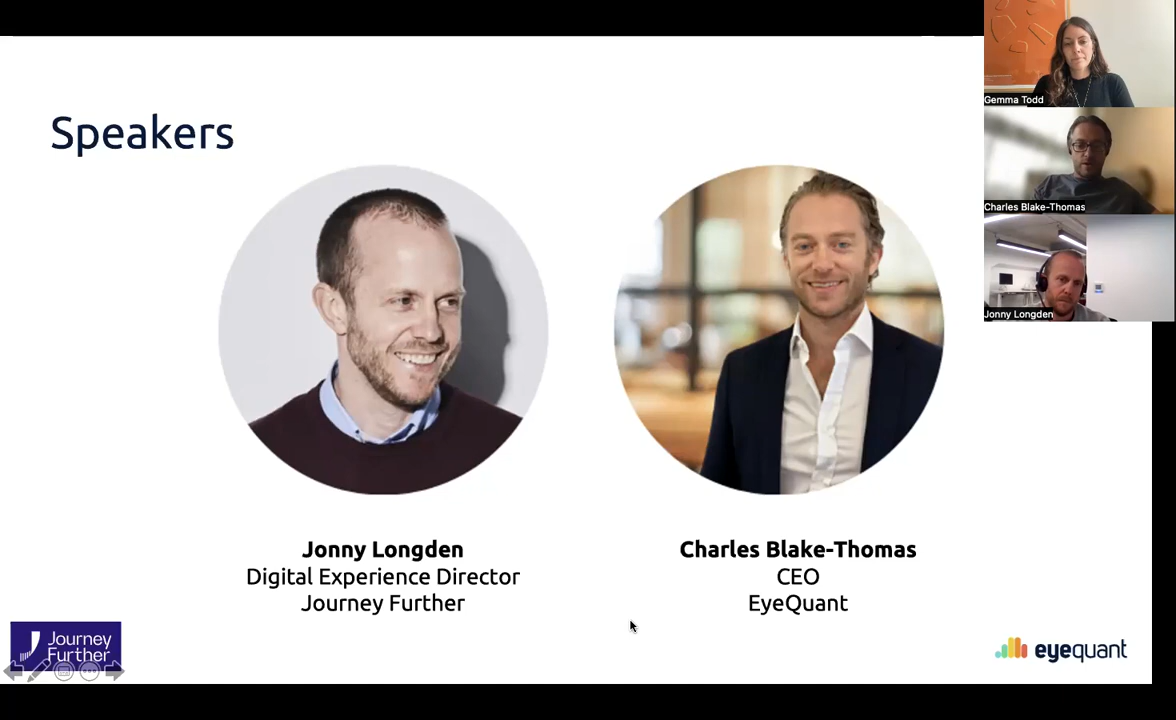 Speakers
Jonny Longden
Digital Experience Director
Journey Further
Charles Blake-Thomas
CEO
EyeQuant
Journey
Further
eyequant
Gemma Todd
Charles Blake-Thomas
Jonny Longden